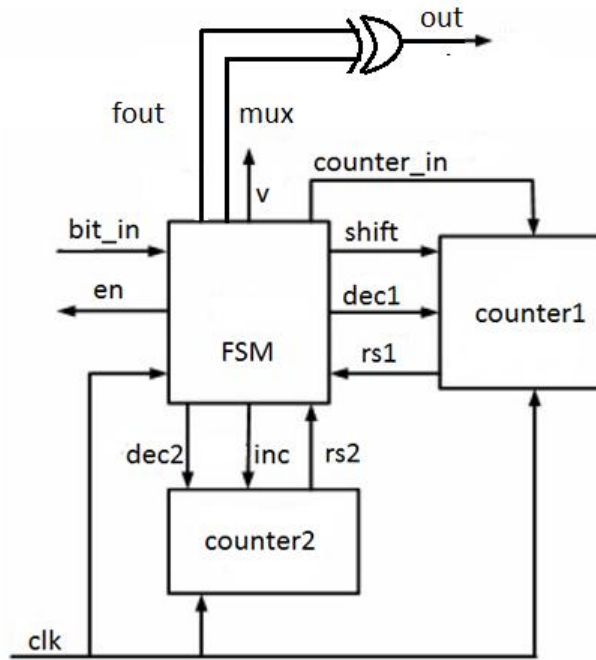 out
fout
mux
counter_in
v
bit_in
shift
en
dec1
counter1
FSM
rs1
dec2
inc
rs2
counter2
clk